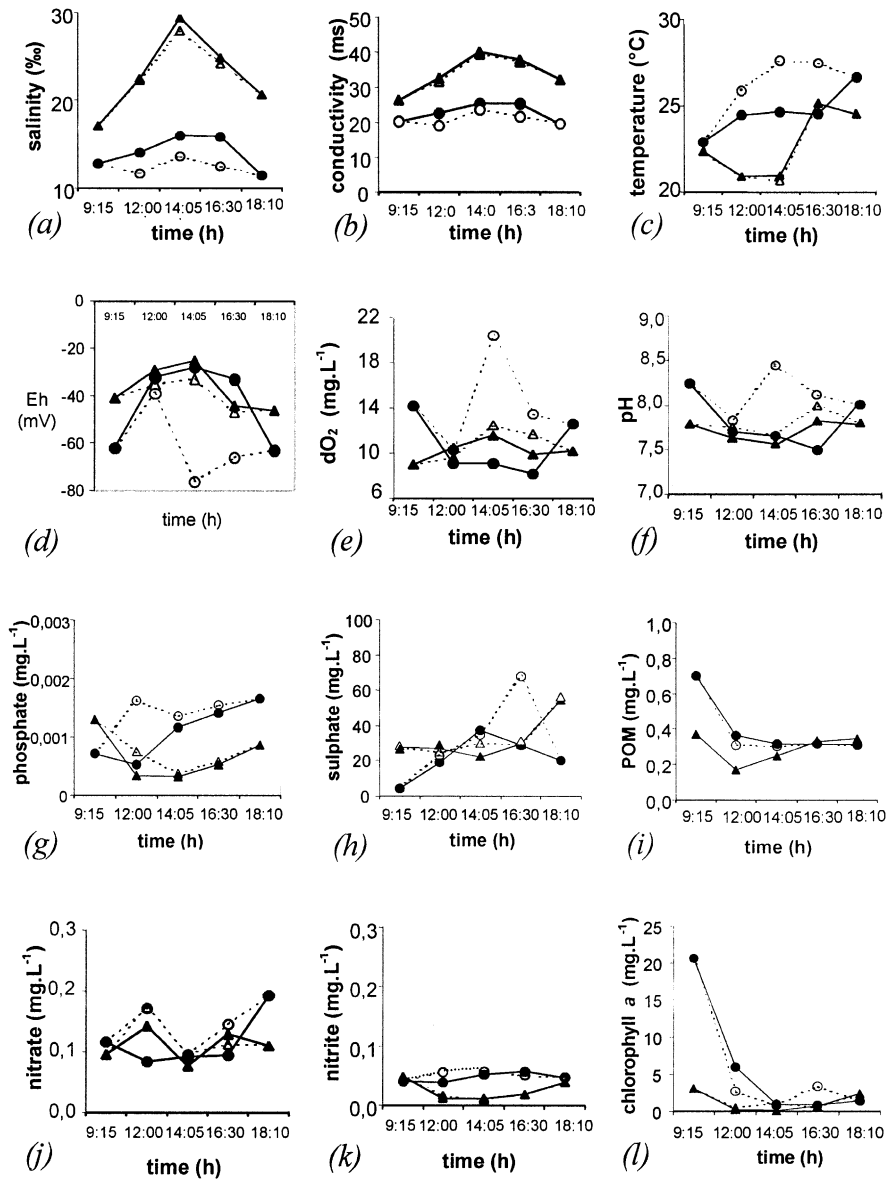 salinity (‰)
30
20
10
9:15 12:00 14:05 16:30 18:10
(a)
time (h)
conductivity (ms)
50
40
30
20
10
0
9:15 12:0 14:0 16:3 18:10
(b)
time (h)
temperature (°C)
30
25
20
9:15 12:00 14:05 16:30 18:10
(c)
time (h)
Eh
(mV)
0
-20
-40
-60
-80
9:15 12:00 14:05 16:30 18:10
(d)
time (h)
dO₂ (mg.L⁻¹)
22
18
14
10
6
9:15 12:00 14:05 16:30 18:10
(e)
time (h)
pH
9,0
8,5
8,0
7,5
7,0
9:15 12:00 14:05 16:30 18:10
(f)
time (h)
phosphate (mg.L⁻¹)
0,003
0,002
0,001
0
9:15 12:00 14:05 16:30 18:10
(g)
time (h)
sulphate (mg.L⁻¹)
100
80
60
40
20
0
9:15 12:00 14:05 16:30 18:10
(h)
time (h)
POM (mg.L⁻¹)
1,0
0,8
0,6
0,4
0,2
0,0
9:15 12:00 14:05 16:30 18:10
(i)
time (h)
nitrate (mg.L⁻¹)
0,3
0,2
0,1
0,0
9:15 12:00 14:05 16:30 18:10
(j)
time (h)
nitrite (mg.L⁻¹)
0,3
0,2
0,1
0,0
9:15 12:00 14:05 16:30 18:10
(k)
time (h)
chlorophyll a (mg.L⁻¹)
25
20
15
10
5
0
9:15 12:00 14:05 16:30 18:10
(l)
time (h)